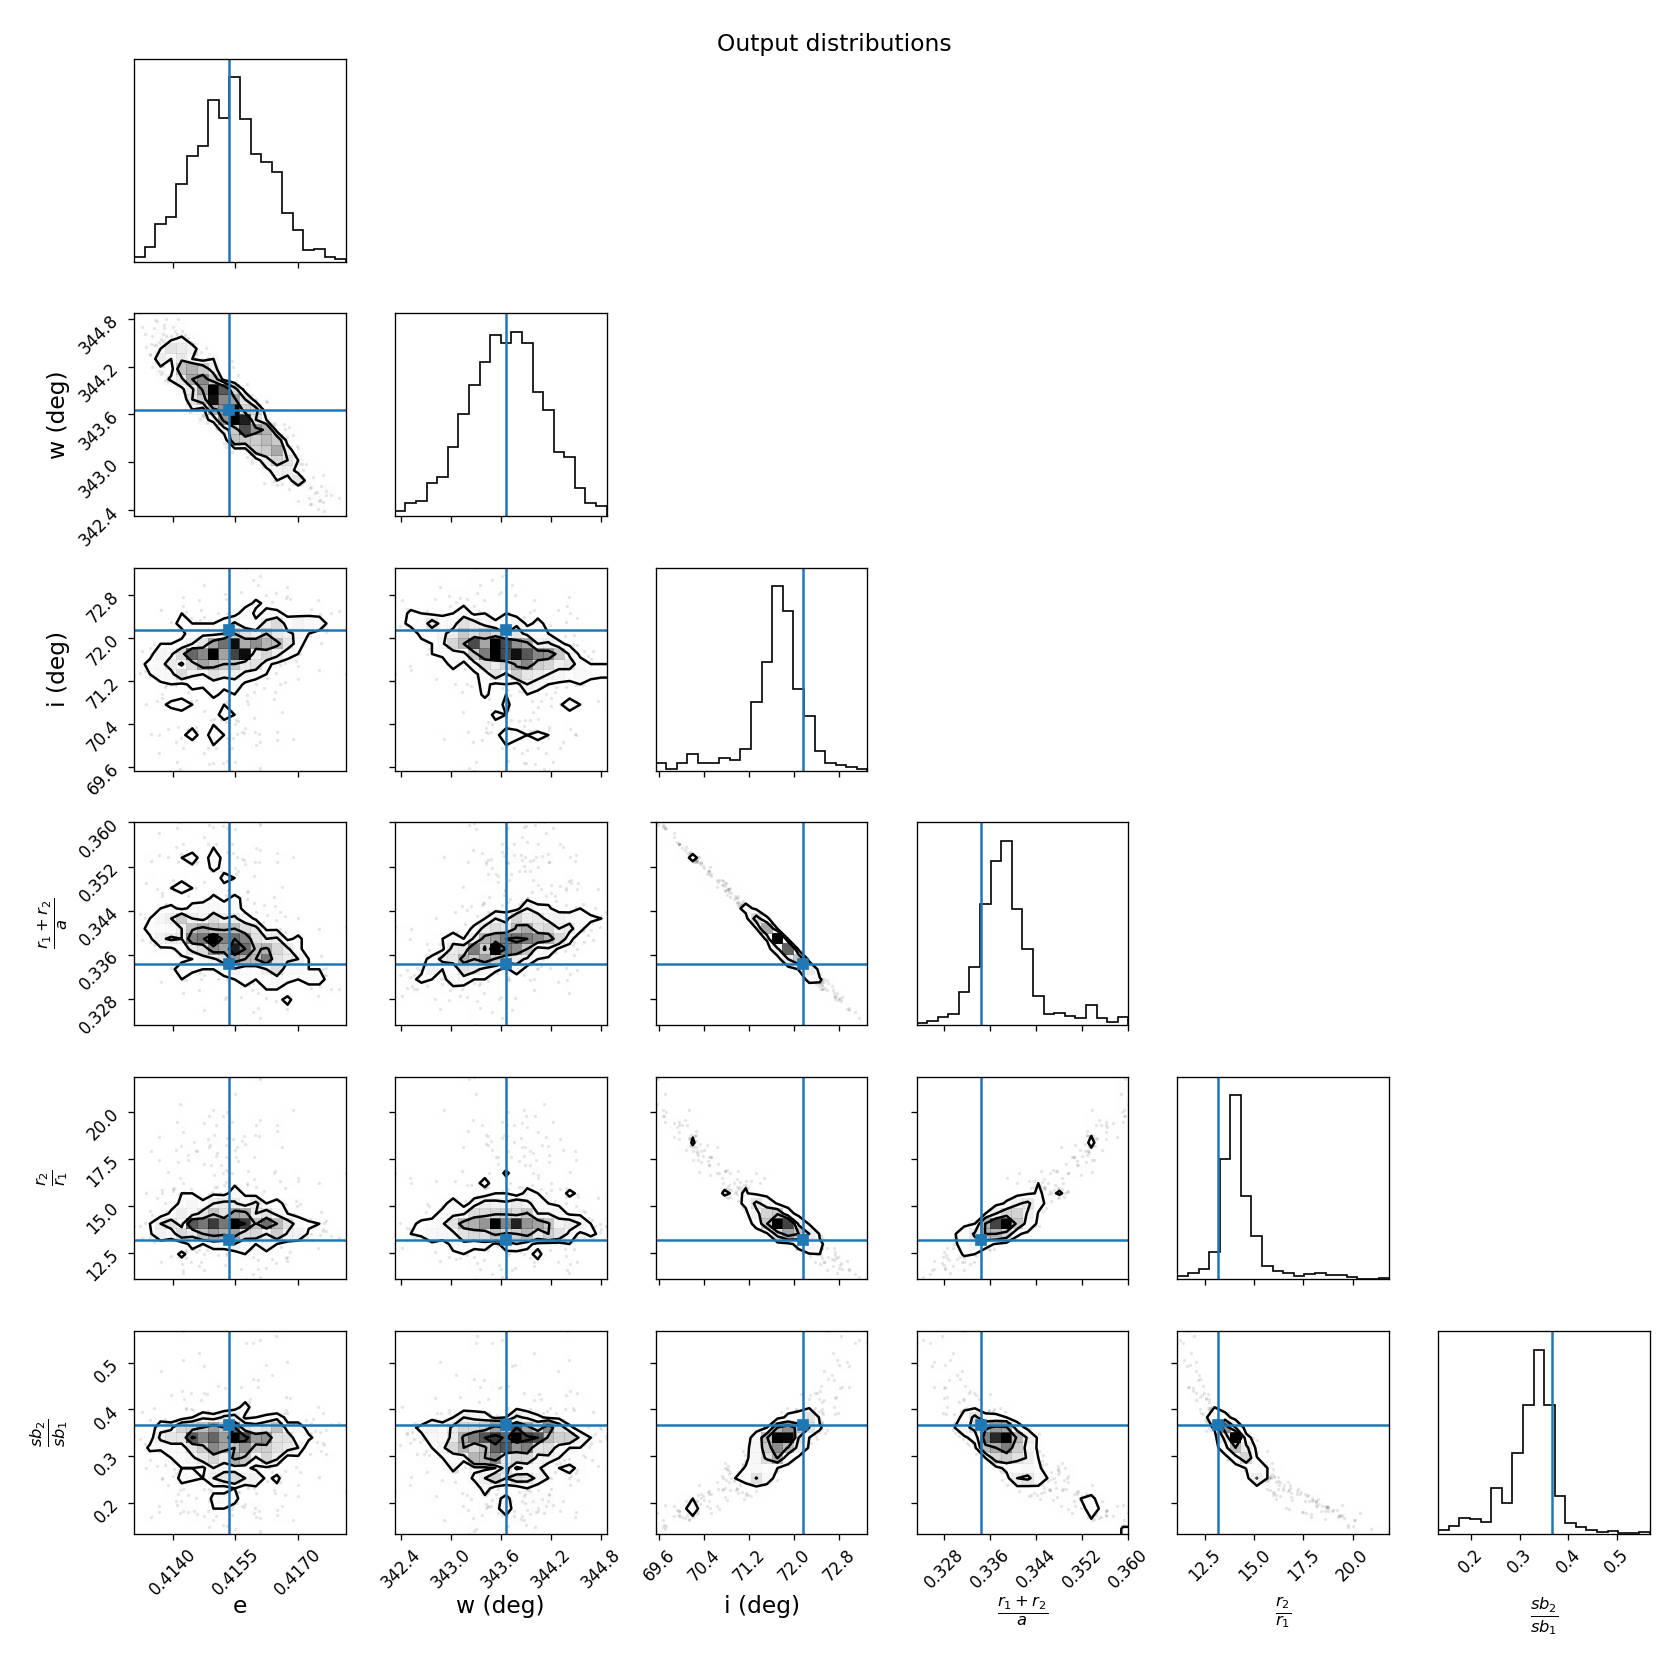 Output distributions
344.8
344.2
343.6
343.0
342.4
w (deg)
72.8
72.0
71.2
70.4
69.6
i (deg)
0.360
0.352
0.344
0.336
0.328
r₁ + r₂
a
20.0
17.5
15.0
12.5
r₂
r₁
0.5
0.4
0.3
0.2
sb₂
sb₁
0.4140 0.4155 0.4170
342.4 343.0 343.6 344.2 344.8
69.6 70.4 71.2 72.0 72.8
0.328 0.336 0.344 0.352 0.360
12.5 15.0 17.5 20.0
0.2 0.3 0.4 0.5
e
w (deg)
i (deg)
r₁ + r₂
a
r₂
r₁
sb₂
sb₁